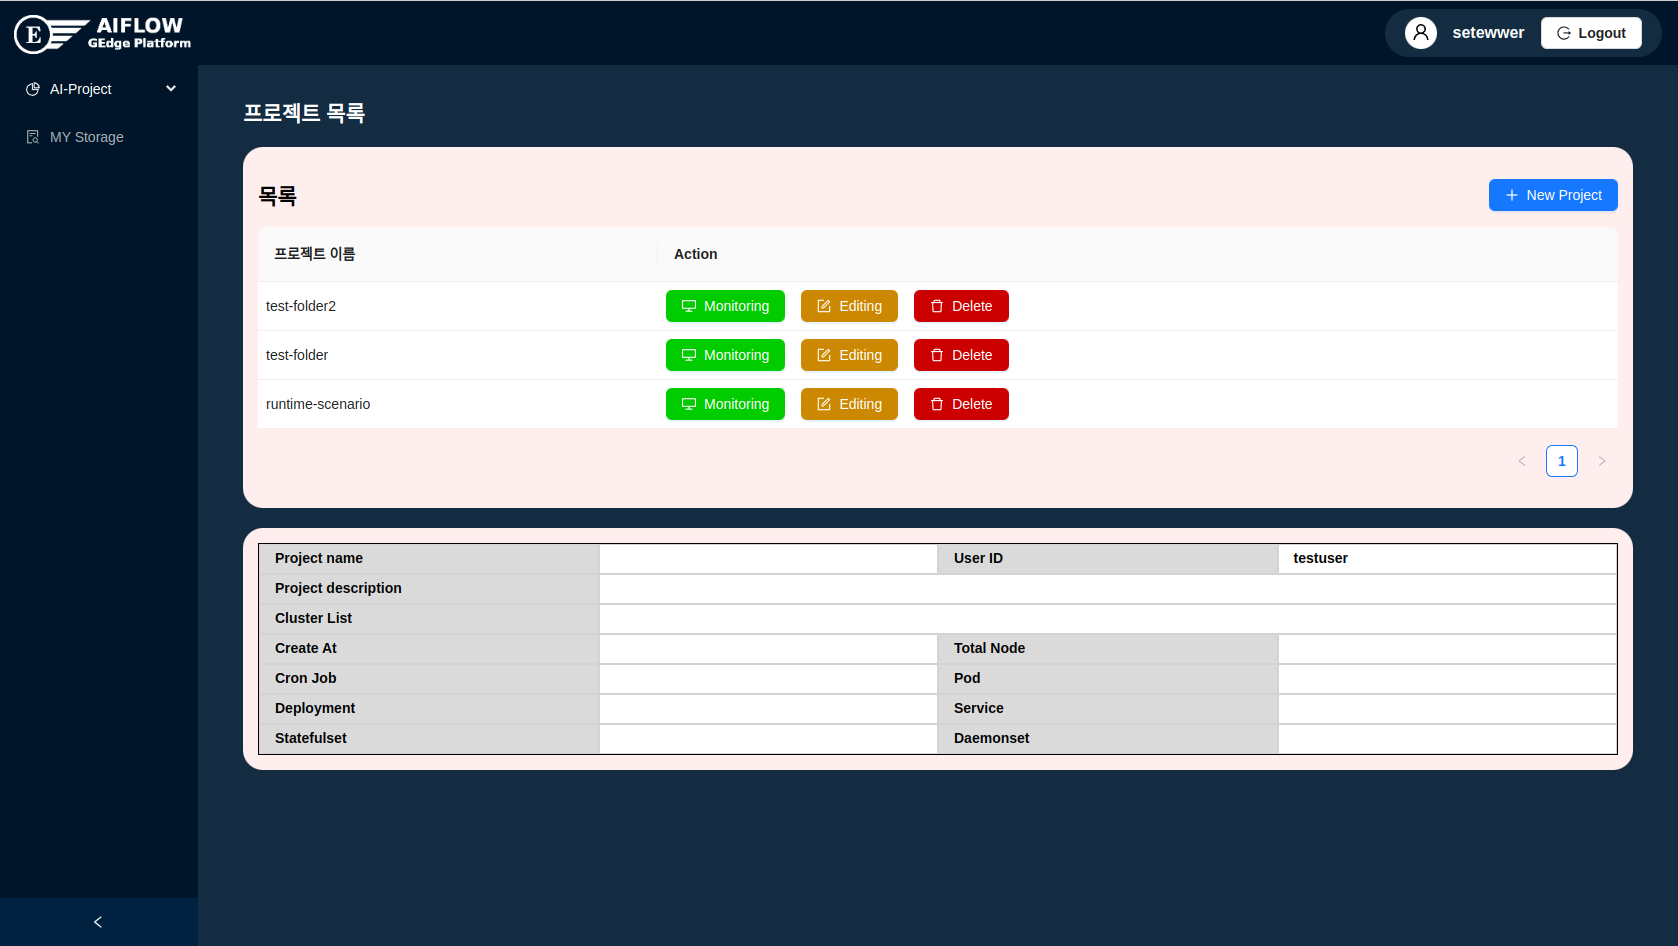 E AIFLOW
GEdge Platform
setewwer
Logout
AI-Project
MY Storage
프로젝트 목록
목록
New Project
프로젝트 이름 Action
test-folder2 Monitoring Editing Delete
test-folder Monitoring Editing Delete
runtime-scenario Monitoring Editing Delete
< 1 >
Project name User ID testuser
Project description
Cluster List
Create At Total Node
Cron Job Pod
Deployment Service
Statefulset Daemonset
<